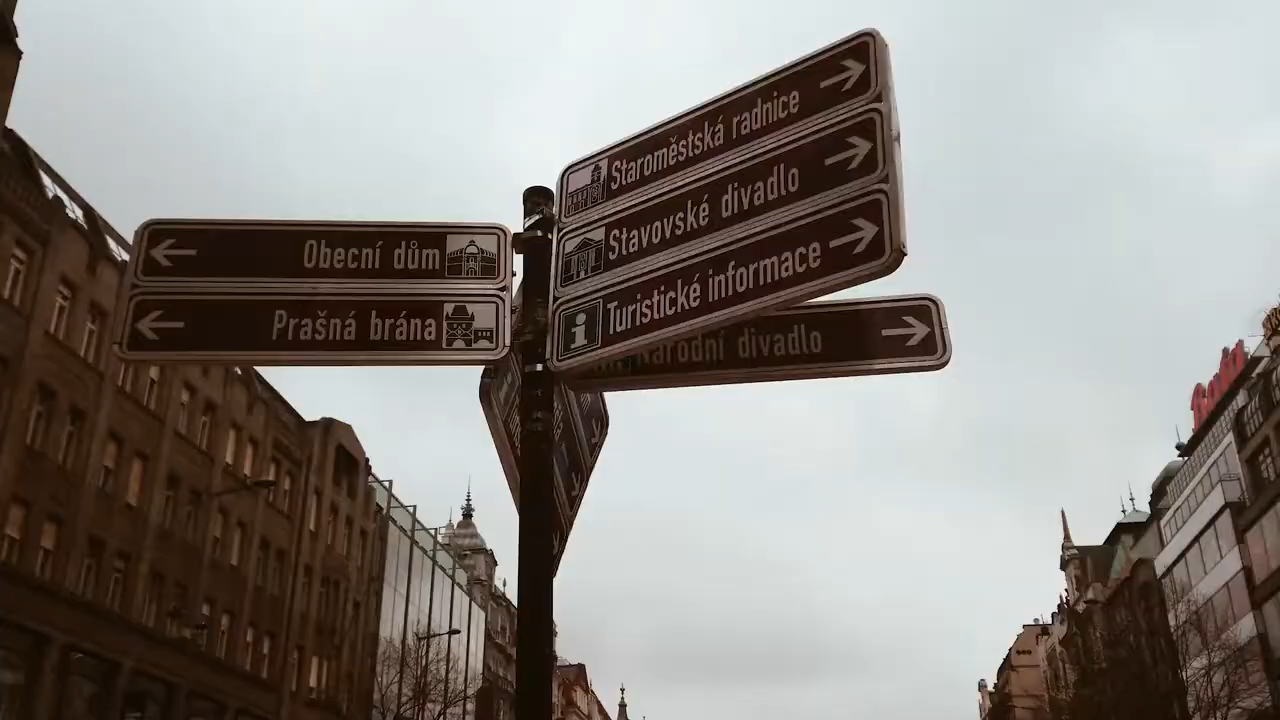 Obecní dům
Prašná brána
Staroměstská radnice
Stavovské divadlo
i Turistické informace
Národní divadlo